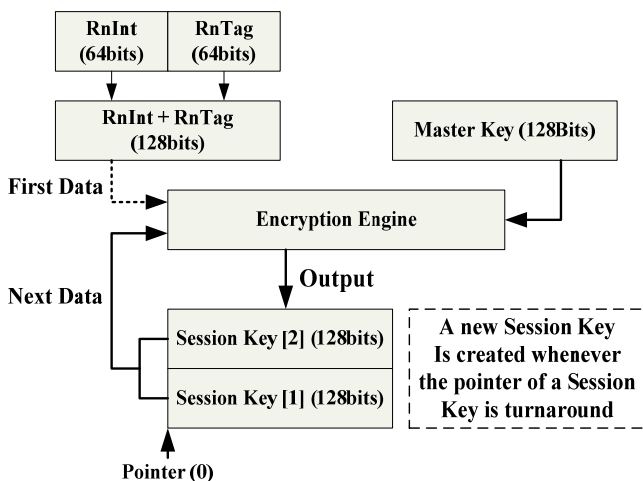 RnInt
(64bits)
RnTag
(64bits)
RnInt + RnTag
(128bits)
Master Key (128Bits)
First Data
Encryption Engine
Output
Next Data
Session Key [2] (128bits)
Session Key [1] (128bits)
A new Session Key
Is created whenever
the pointer of a Session
Key is turnaround
Pointer (0)